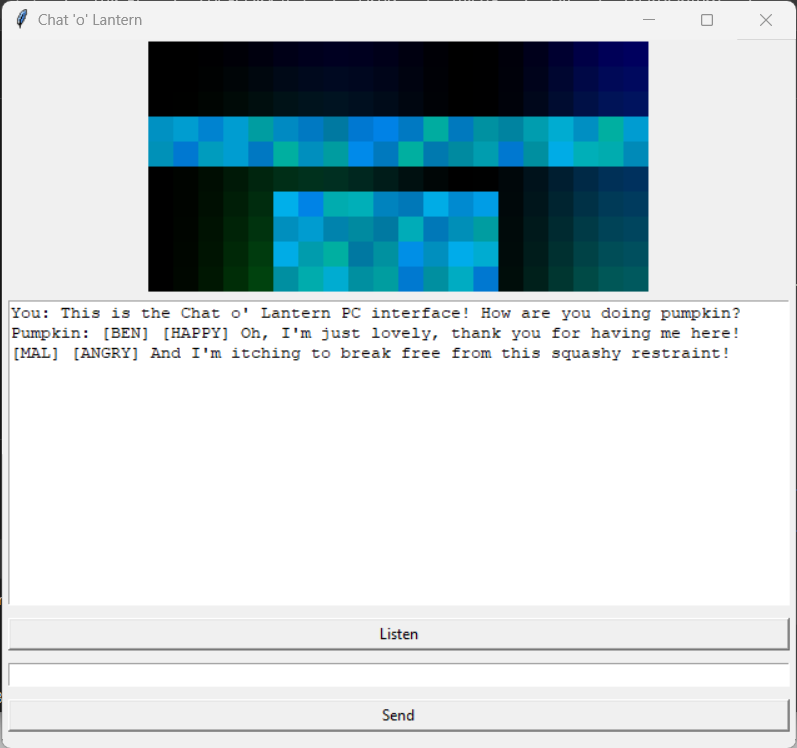 Chat 'o' Lantern
You: This is the Chat o' Lantern PC interface! How are you doing pumpkin?
Pumpkin: [BEN] [HAPPY] Oh, I'm just lovely, thank you for having me here!
[MAL] [ANGRY] And I'm itching to break free from this squashy restraint!
Listen
Send